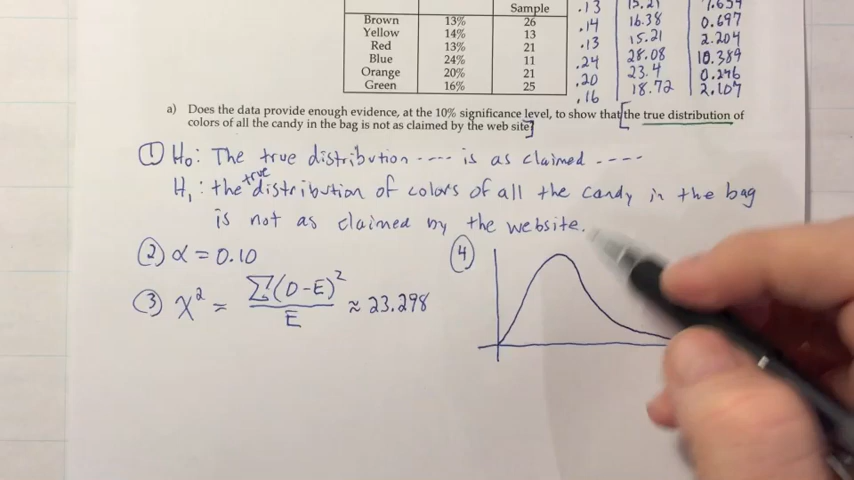 Sample
Brown 13% 26 .13 15.21 7.654
Yellow 14% 13 .14 16.38 0.697
Red 13% 21 .13 15.21 2.204
Blue 24% 11 .24 28.08 10.389
Orange 20% 21 .20 23.4 0.246
Green 16% 25 .16 18.72 2.107
a) Does the data provide enough evidence, at the 10% significance level, to show that [the true distribution of
colors of all the candy in the bag is not as claimed by the web site?]
① H₀: The true distribution ---- is as claimed ----
H₁: the true distribution of colors of all the candy in the bag
is not as claimed by the website.
② α = 0.10
④
③ χ² = Σ(O-E)²/E ≈ 23.298